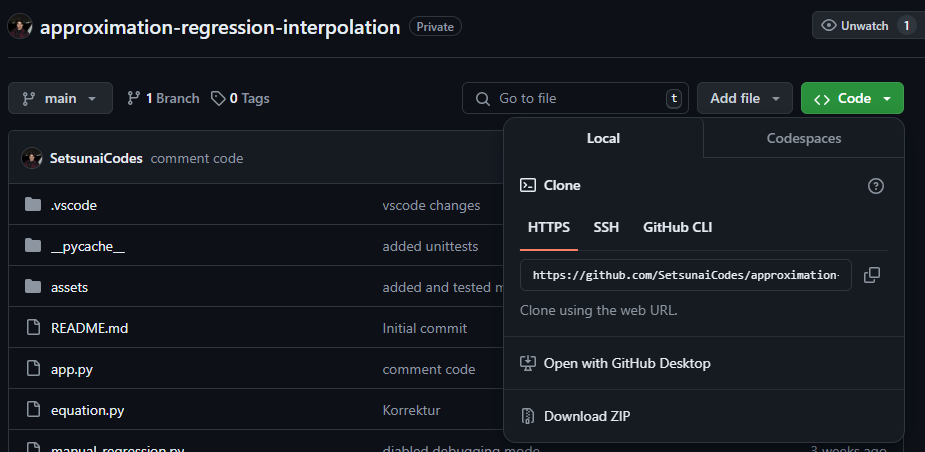 approximation-regression-interpolation Private Unwatch 1
main 1 Branch 0 Tags Go to file t Add file Code
Local Codespaces
SetsunaiCodes comment code
Clone
.vscode vscode changes
HTTPS SSH GitHub CLI
__pycache__ added unittests
https://github.com/SetsunaiCodes/approximation-
assets added and tested
Clone using the web URL.
README.md Initial commit
Open with GitHub Desktop
app.py comment code
equation.py Korrektur
Download ZIP
manual_regression.py diabled debugging mode 3 weeks ago